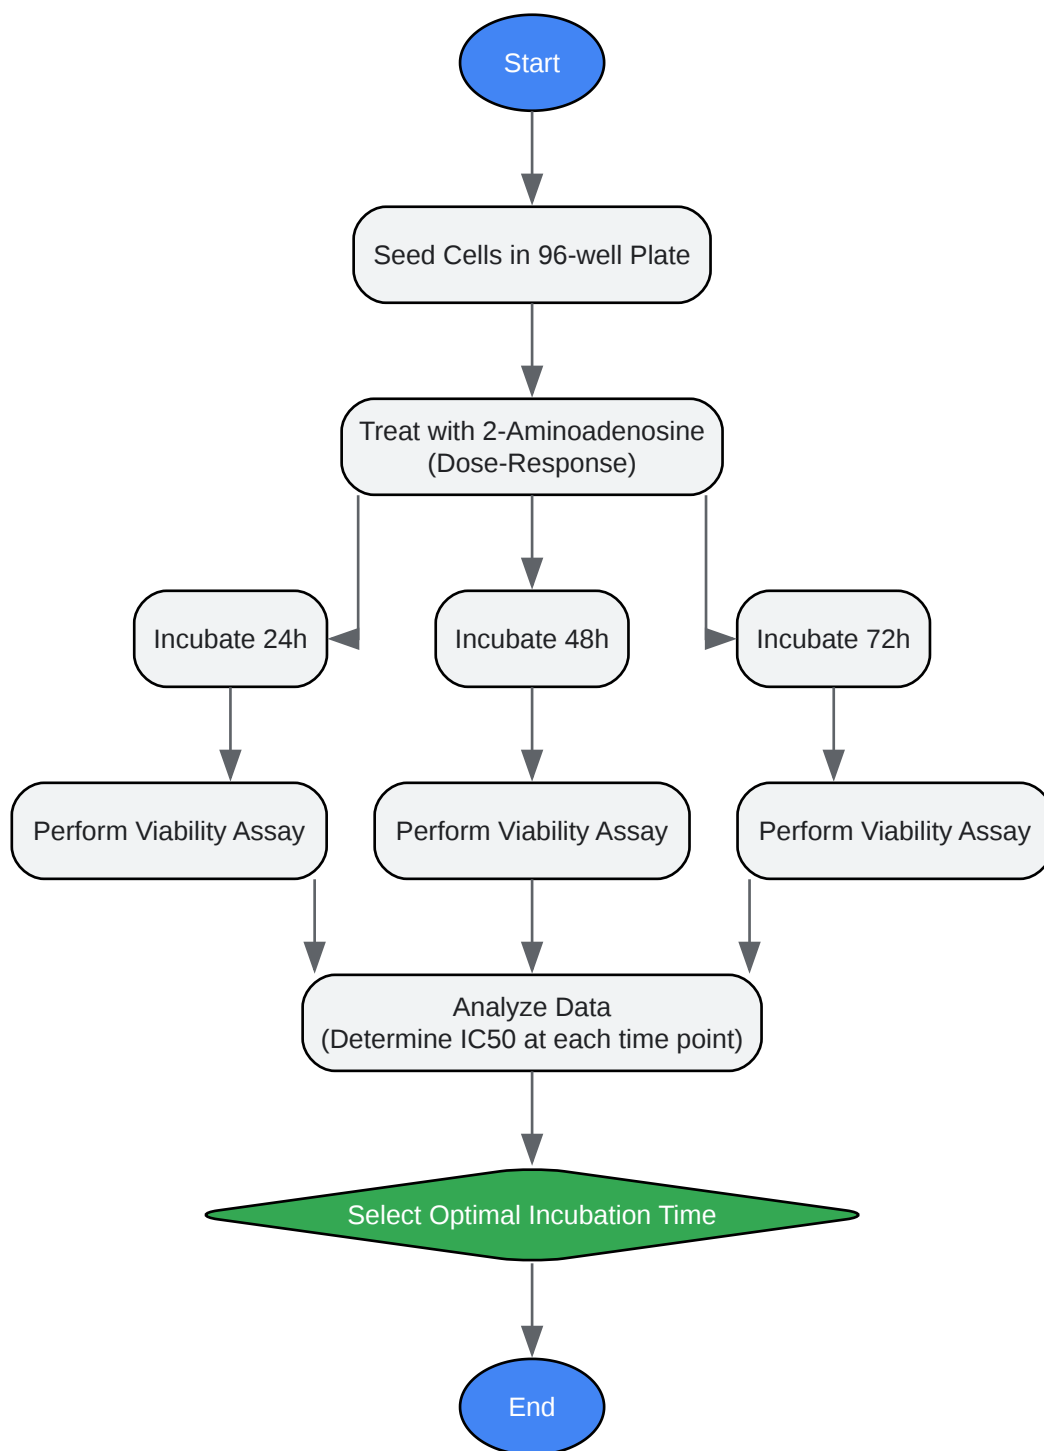 Start
Seed Cells in 96-well Plate
Treat with 2-Aminoadenosine
(Dose-Response)
Incubate 24h
Incubate 48h
Incubate 72h
Perform Viability Assay
Perform Viability Assay
Perform Viability Assay
Analyze Data
(Determine IC50 at each time point)
Select Optimal Incubation Time
End